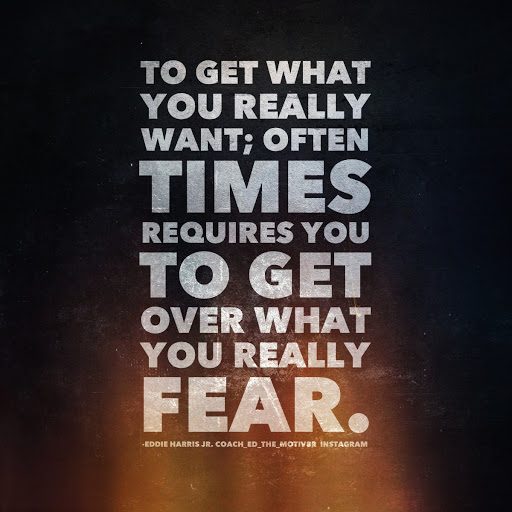 TO GET WHAT
YOU REALLY
WANT; OFTEN
TIMES
REQUIRES YOU
TO GET
OVER WHAT
YOU REALLY
FEAR.
-EDDIE HARRIS JR. COACH_ED_THE_MOTIV8R INSTAGRAM